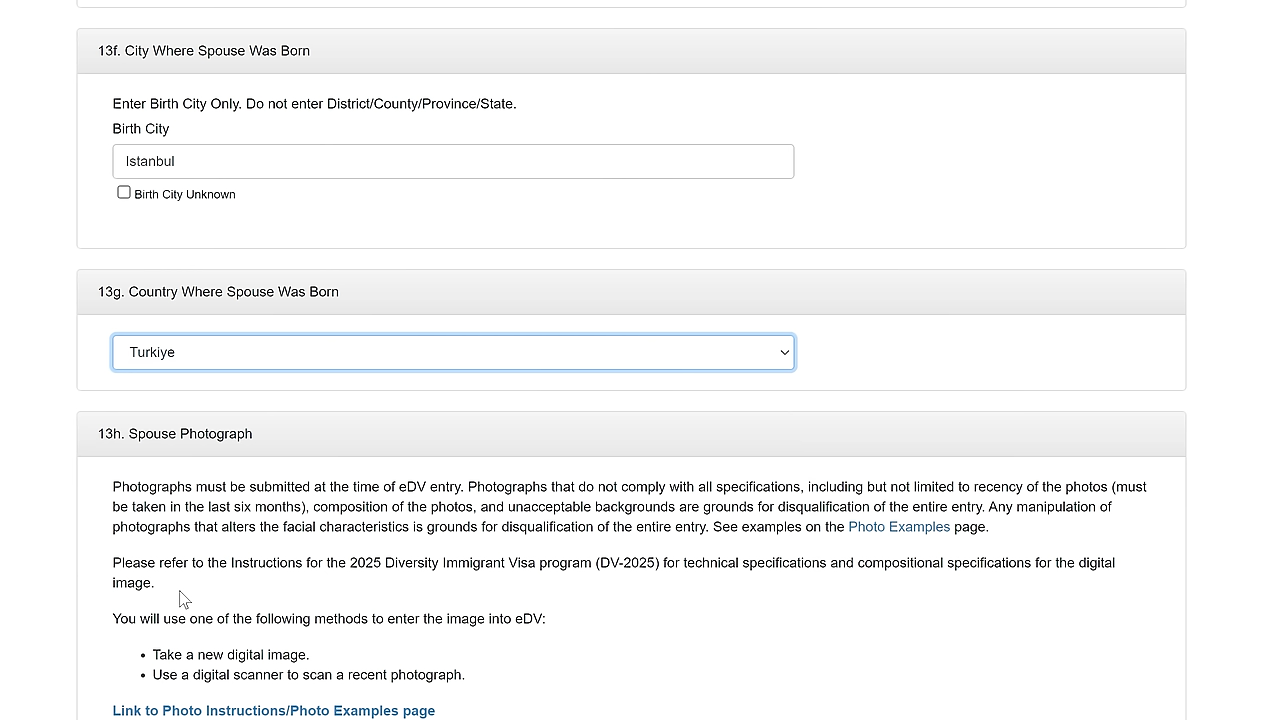 13f. City Where Spouse Was Born
Enter Birth City Only. Do not enter District/County/Province/State.
Birth City
Istanbul
Birth City Unknown
13g. Country Where Spouse Was Born
Turkiye
13h. Spouse Photograph
Photographs must be submitted at the time of eDV entry. Photographs that do not comply with all specifications, including but not limited to recency of the photos (must
be taken in the last six months), composition of the photos, and unacceptable backgrounds are grounds for disqualification of the entire entry. Any manipulation of
photographs that alters the facial characteristics is grounds for disqualification of the entire entry. See examples on the Photo Examples page.
Please refer to the Instructions for the 2025 Diversity Immigrant Visa program (DV-2025) for technical specifications and compositional specifications for the digital
image.
You will use one of the following methods to enter the image into eDV:
• Take a new digital image.
• Use a digital scanner to scan a recent photograph.
Link to Photo Instructions/Photo Examples page